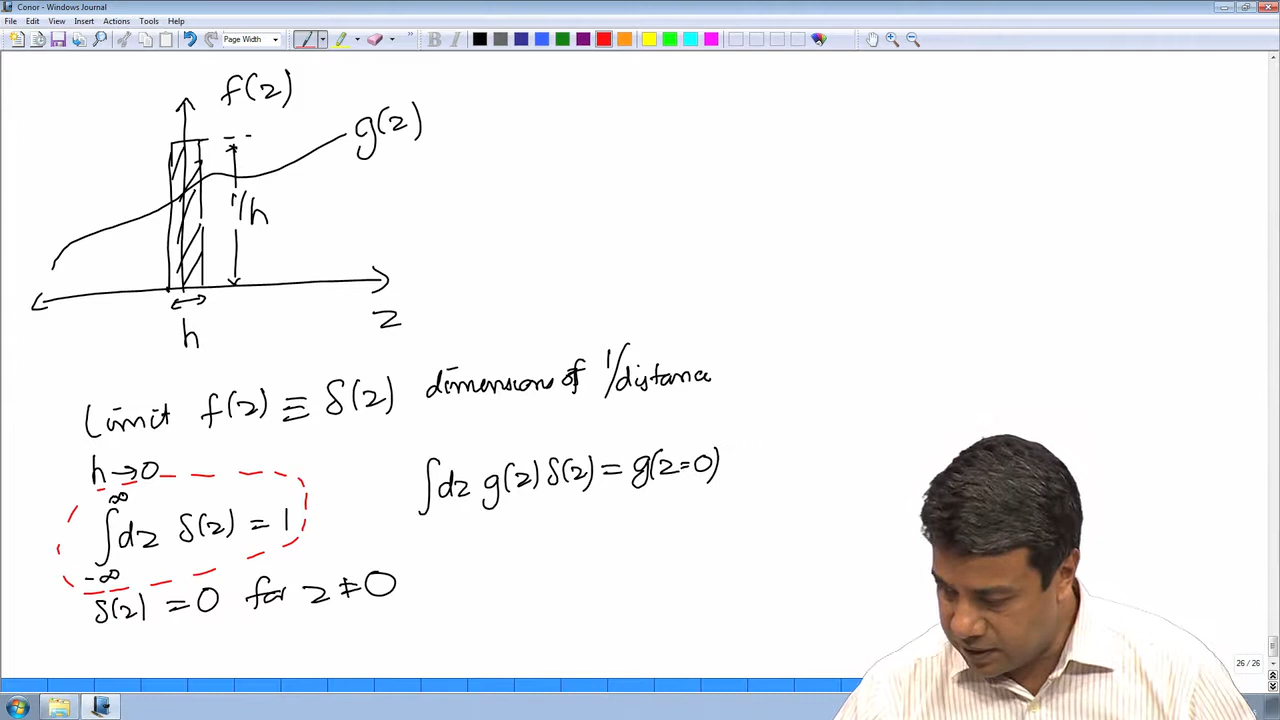 Conor - Windows Journal
File Edit View Insert Actions Tools Help
Page Width
B I
f(z)
g(z)
1/h
z
h
Limit f(z) ≡ δ(z) dimensions of 1/distance
h→0
∫dz g(z) δ(z) = g(z=0)
∞
∫dz δ(z) = 1
-∞
δ(z) = 0 for z ≠ 0
26 / 26